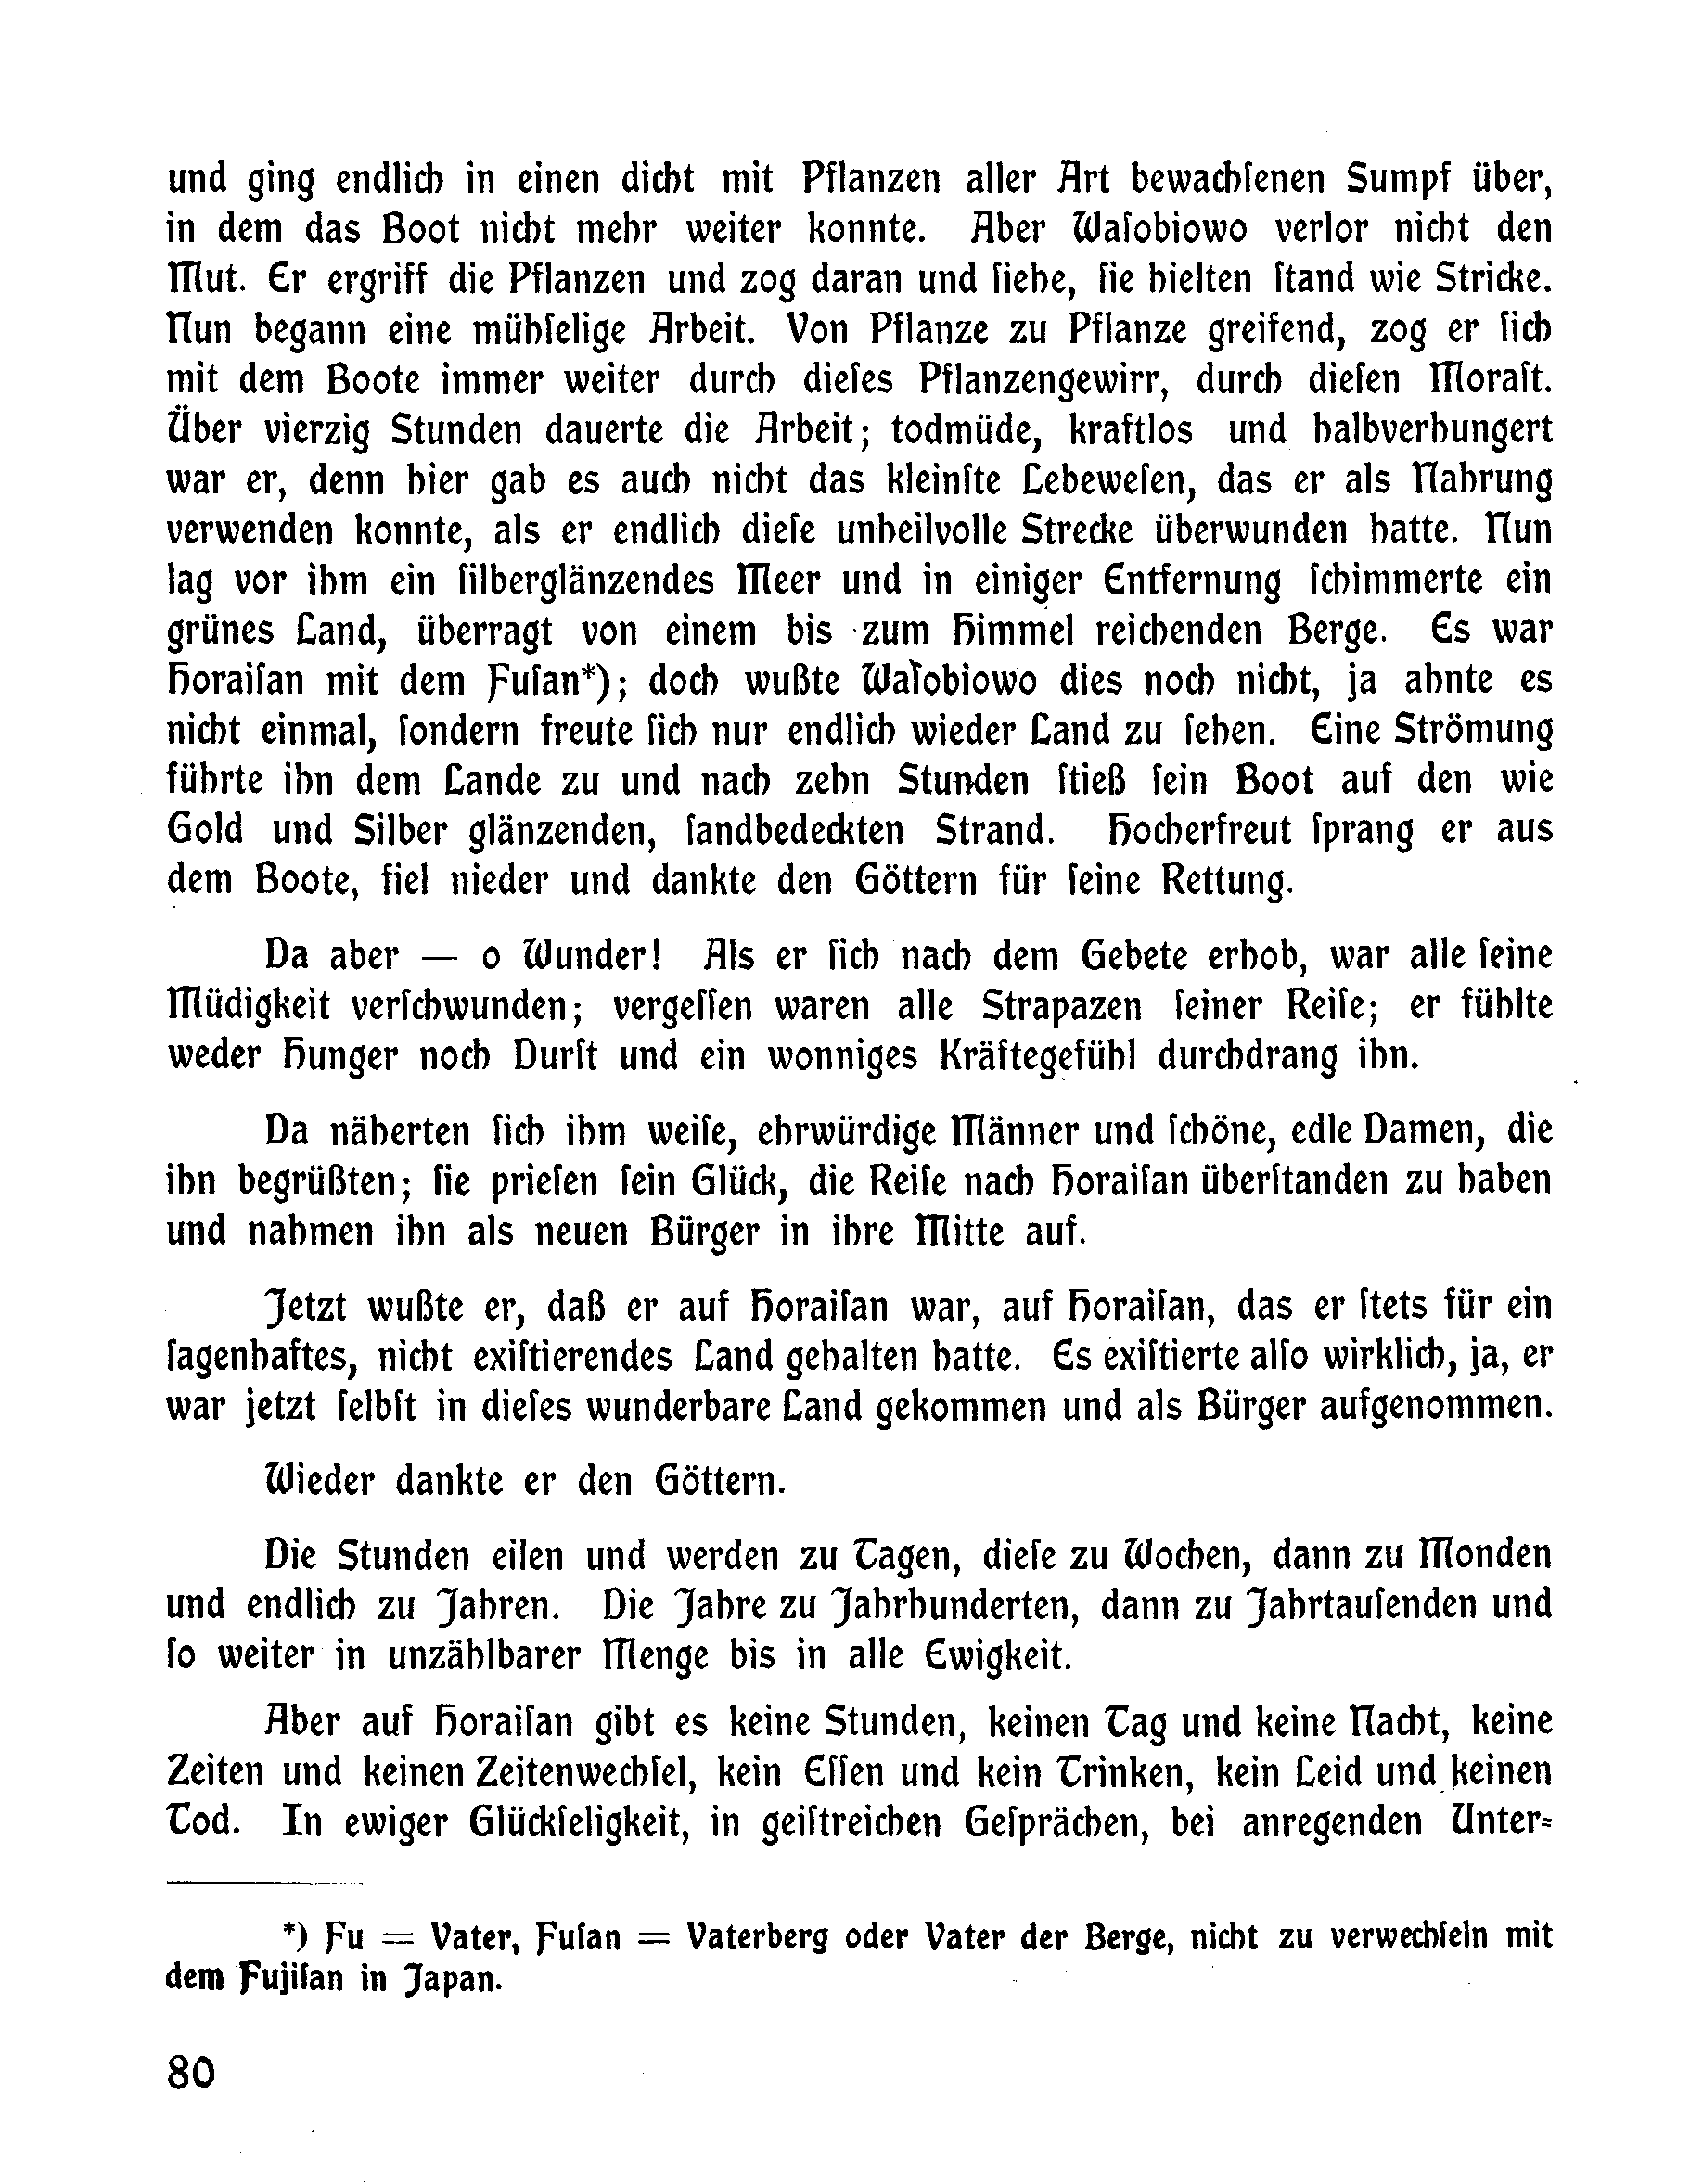 und ging endlich in einen dicht mit Pflanzen aller Art bewachſenen Sumpf über,
in dem das Boot nicht mehr weiter konnte. Aber Waſobiowo verlor nicht den
Mut. Er ergriff die Pflanzen und zog daran und ſiehe, ſie hielten ſtand wie Stricke.
Nun begann eine mühſelige Arbeit. Von Pflanze zu Pflanze greifend, zog er ſich
mit dem Boote immer weiter durch dieſes Pflanzengewirr, durch dieſen Moraſt.
Über vierzig Stunden dauerte die Arbeit; todmüde, kraftlos und halbverhungert
war er, denn hier gab es auch nicht das kleinſte Lebeweſen, das er als Nahrung
verwenden konnte, als er endlich dieſe unheilvolle Strecke überwunden hatte. Nun
lag vor ihm ein ſilberglänzendes Meer und in einiger Entfernung ſchimmerte ein
grünes Land, überragt von einem bis zum Himmel reichenden Berge. Es war
Horaiſan mit dem Fuſan*); doch wußte Waſobiowo dies noch nicht, ja ahnte es
nicht einmal, ſondern freute ſich nur endlich wieder Land zu ſehen. Eine Strömung
führte ihn dem Lande zu und nach zehn Stunden ſtieß ſein Boot auf den wie
Gold und Silber glänzenden, ſandbedeckten Strand. Hocherfreut ſprang er aus
dem Boote, fiel nieder und dankte den Göttern für ſeine Rettung.
Da aber — o Wunder! Als er ſich nach dem Gebete erhob, war alle ſeine
Müdigkeit verſchwunden; vergeſſen waren alle Strapazen ſeiner Reiſe; er fühlte
weder Hunger noch Durſt und ein wonniges Kräftegefühl durchdrang ihn.
Da näherten ſich ihm weiſe, ehrwürdige Männer und ſchöne, edle Damen, die
ihn begrüßten; ſie prieſen ſein Glück, die Reiſe nach Horaiſan überſtanden zu haben
und nahmen ihn als neuen Bürger in ihre Mitte auf.
Jetzt wußte er, daß er auf Horaiſan war, auf Horaiſan, das er ſtets für ein
ſagenhaftes, nicht exiſtierendes Land gehalten hatte. Es exiſtierte alſo wirklich, ja, er
war jetzt ſelbſt in dieſes wunderbare Land gekommen und als Bürger aufgenommen.
Wieder dankte er den Göttern.
Die Stunden eilen und werden zu Tagen, dieſe zu Wochen, dann zu Monden
und endlich zu Jahren. Die Jahre zu Jahrhunderten, dann zu Jahrtauſenden und
ſo weiter in unzählbarer Menge bis in alle Ewigkeit.
Aber auf Horaiſan gibt es keine Stunden, keinen Tag und keine Nacht, keine
Zeiten und keinen Zeitenwechſel, kein Eſſen und kein Trinken, kein Leid und keinen
Tod. In ewiger Glückſeligkeit, in geiſtreichen Geſprächen, bei anregenden Unter-
*) Fu = Vater, Fuſan = Vaterberg oder Vater der Berge, nicht zu verwechſeln mit
dem Fujiſan in Japan.
80